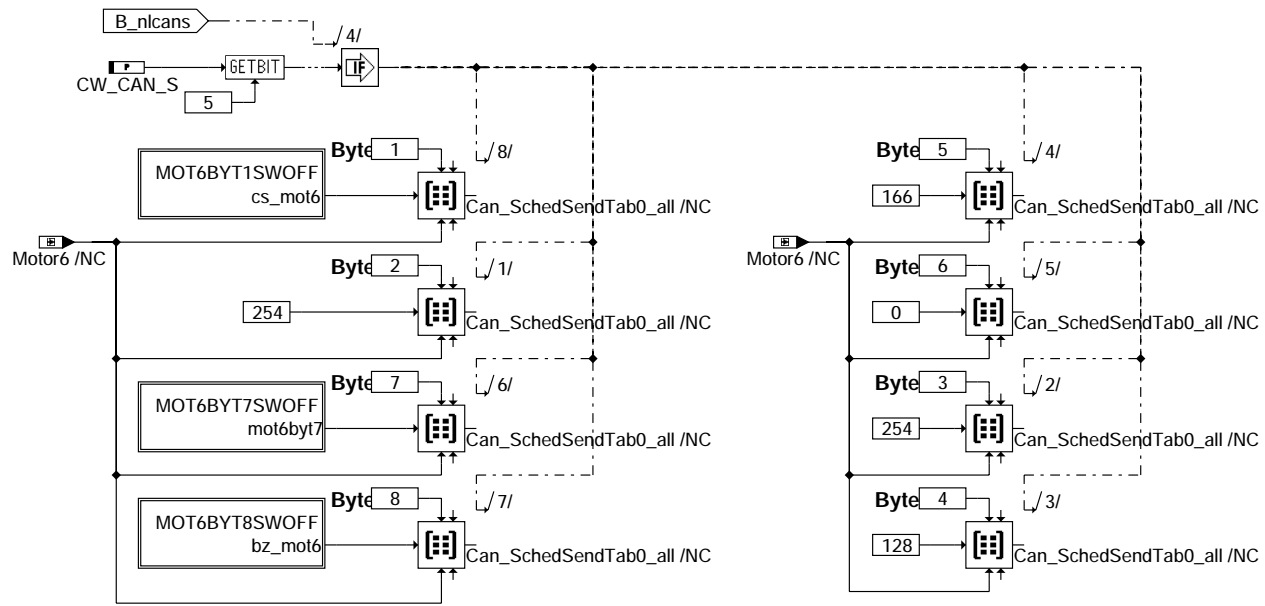 B_nlcans
/4/
P
GETBIT
IF
CW_CAN_S
5
Byte 1
/8/
MOT6BYT1SWOFF
cs_mot6
Can_SchedSendTab0_all /NC
Byte 5
/4/
166
Can_SchedSendTab0_all /NC
Motor6 /NC
Byte 2
/1/
254
Can_SchedSendTab0_all /NC
Motor6 /NC
Byte 6
/5/
0
Can_SchedSendTab0_all /NC
Byte 7
/6/
MOT6BYT7SWOFF
mot6byt7
Can_SchedSendTab0_all /NC
Byte 3
/2/
254
Can_SchedSendTab0_all /NC
Byte 8
/7/
MOT6BYT8SWOFF
bz_mot6
Can_SchedSendTab0_all /NC
Byte 4
/3/
128
Can_SchedSendTab0_all /NC